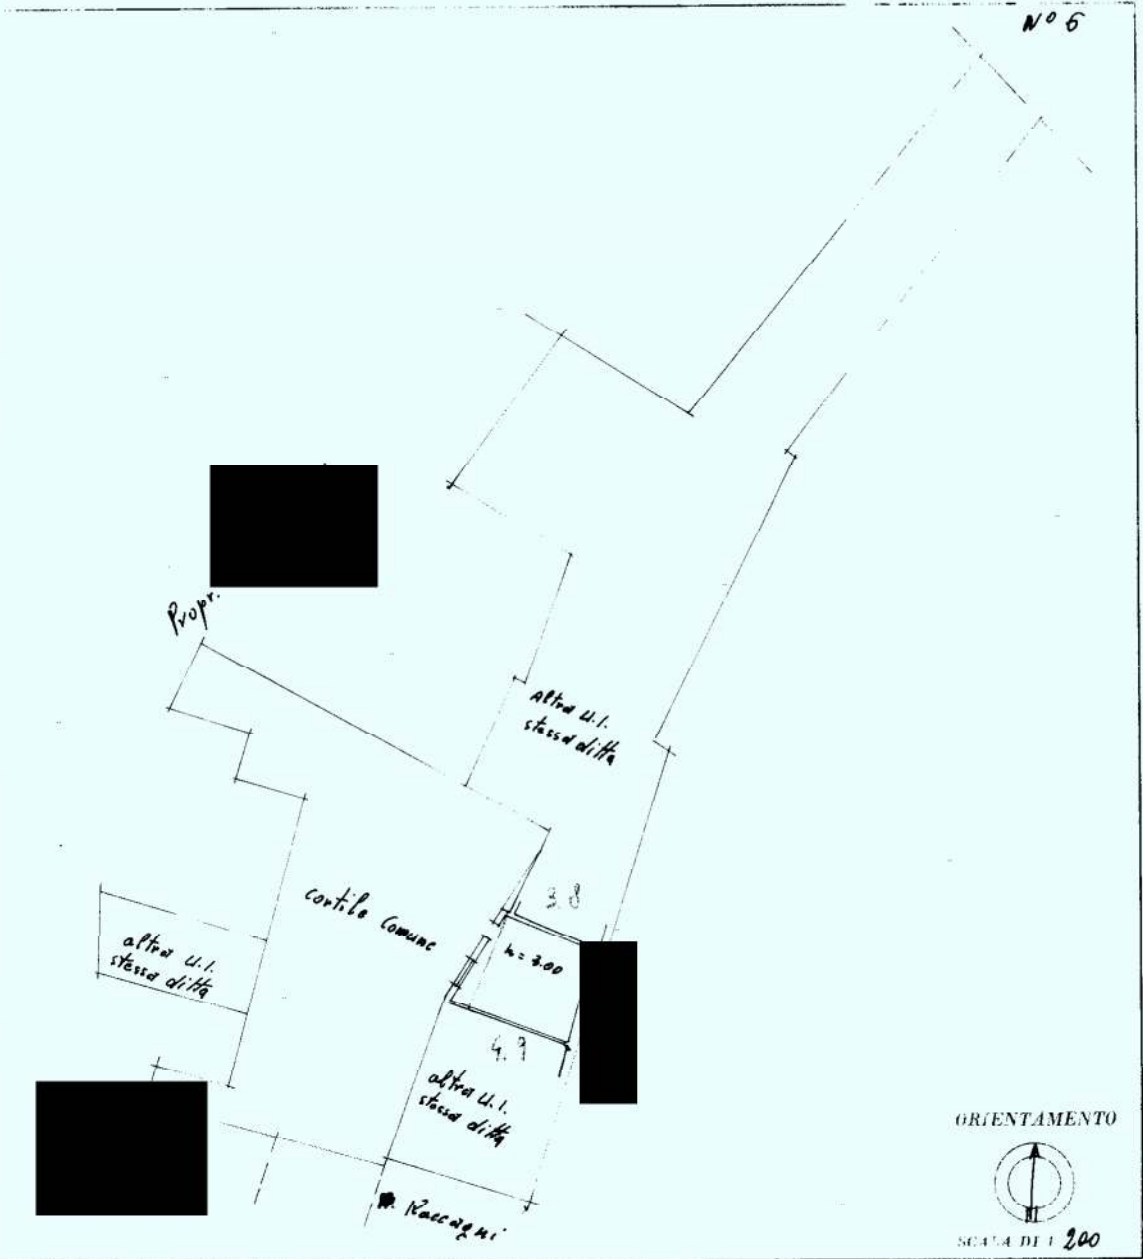 N° 6
Propr.
altra U.I.
stessa ditta
3.8
cortile Comune
h = 3.00
altra U.I.
stessa ditta
4.9
altra U.I.
stessa ditta
Raccagni
ORIENTAMENTO
N
SCALA DI 1 200